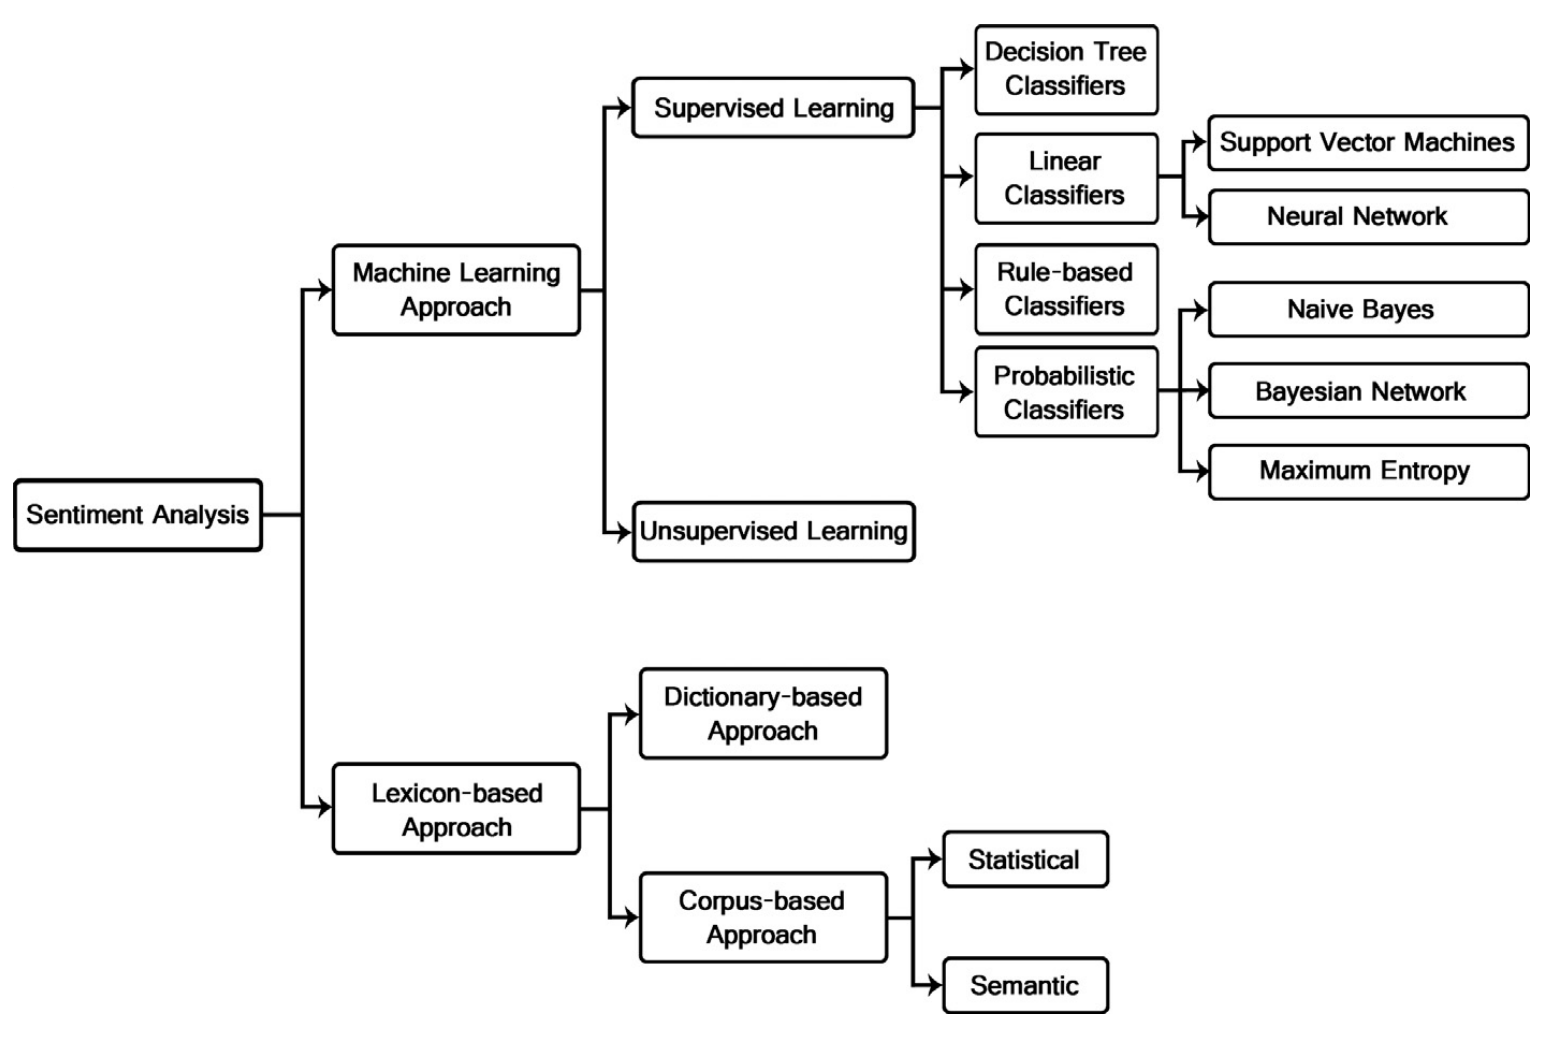 Decision Tree
Classifiers
Supervised Learning
Support Vector Machines
Linear
Classifiers
Neural Network
Machine Learning
Approach
Rule-based
Classifiers
Naive Bayes
Probabilistic
Classifiers
Bayesian Network
Maximum Entropy
Sentiment Analysis
Unsupervised Learning
Dictionary-based
Approach
Lexicon-based
Approach
Statistical
Corpus-based
Approach
Semantic